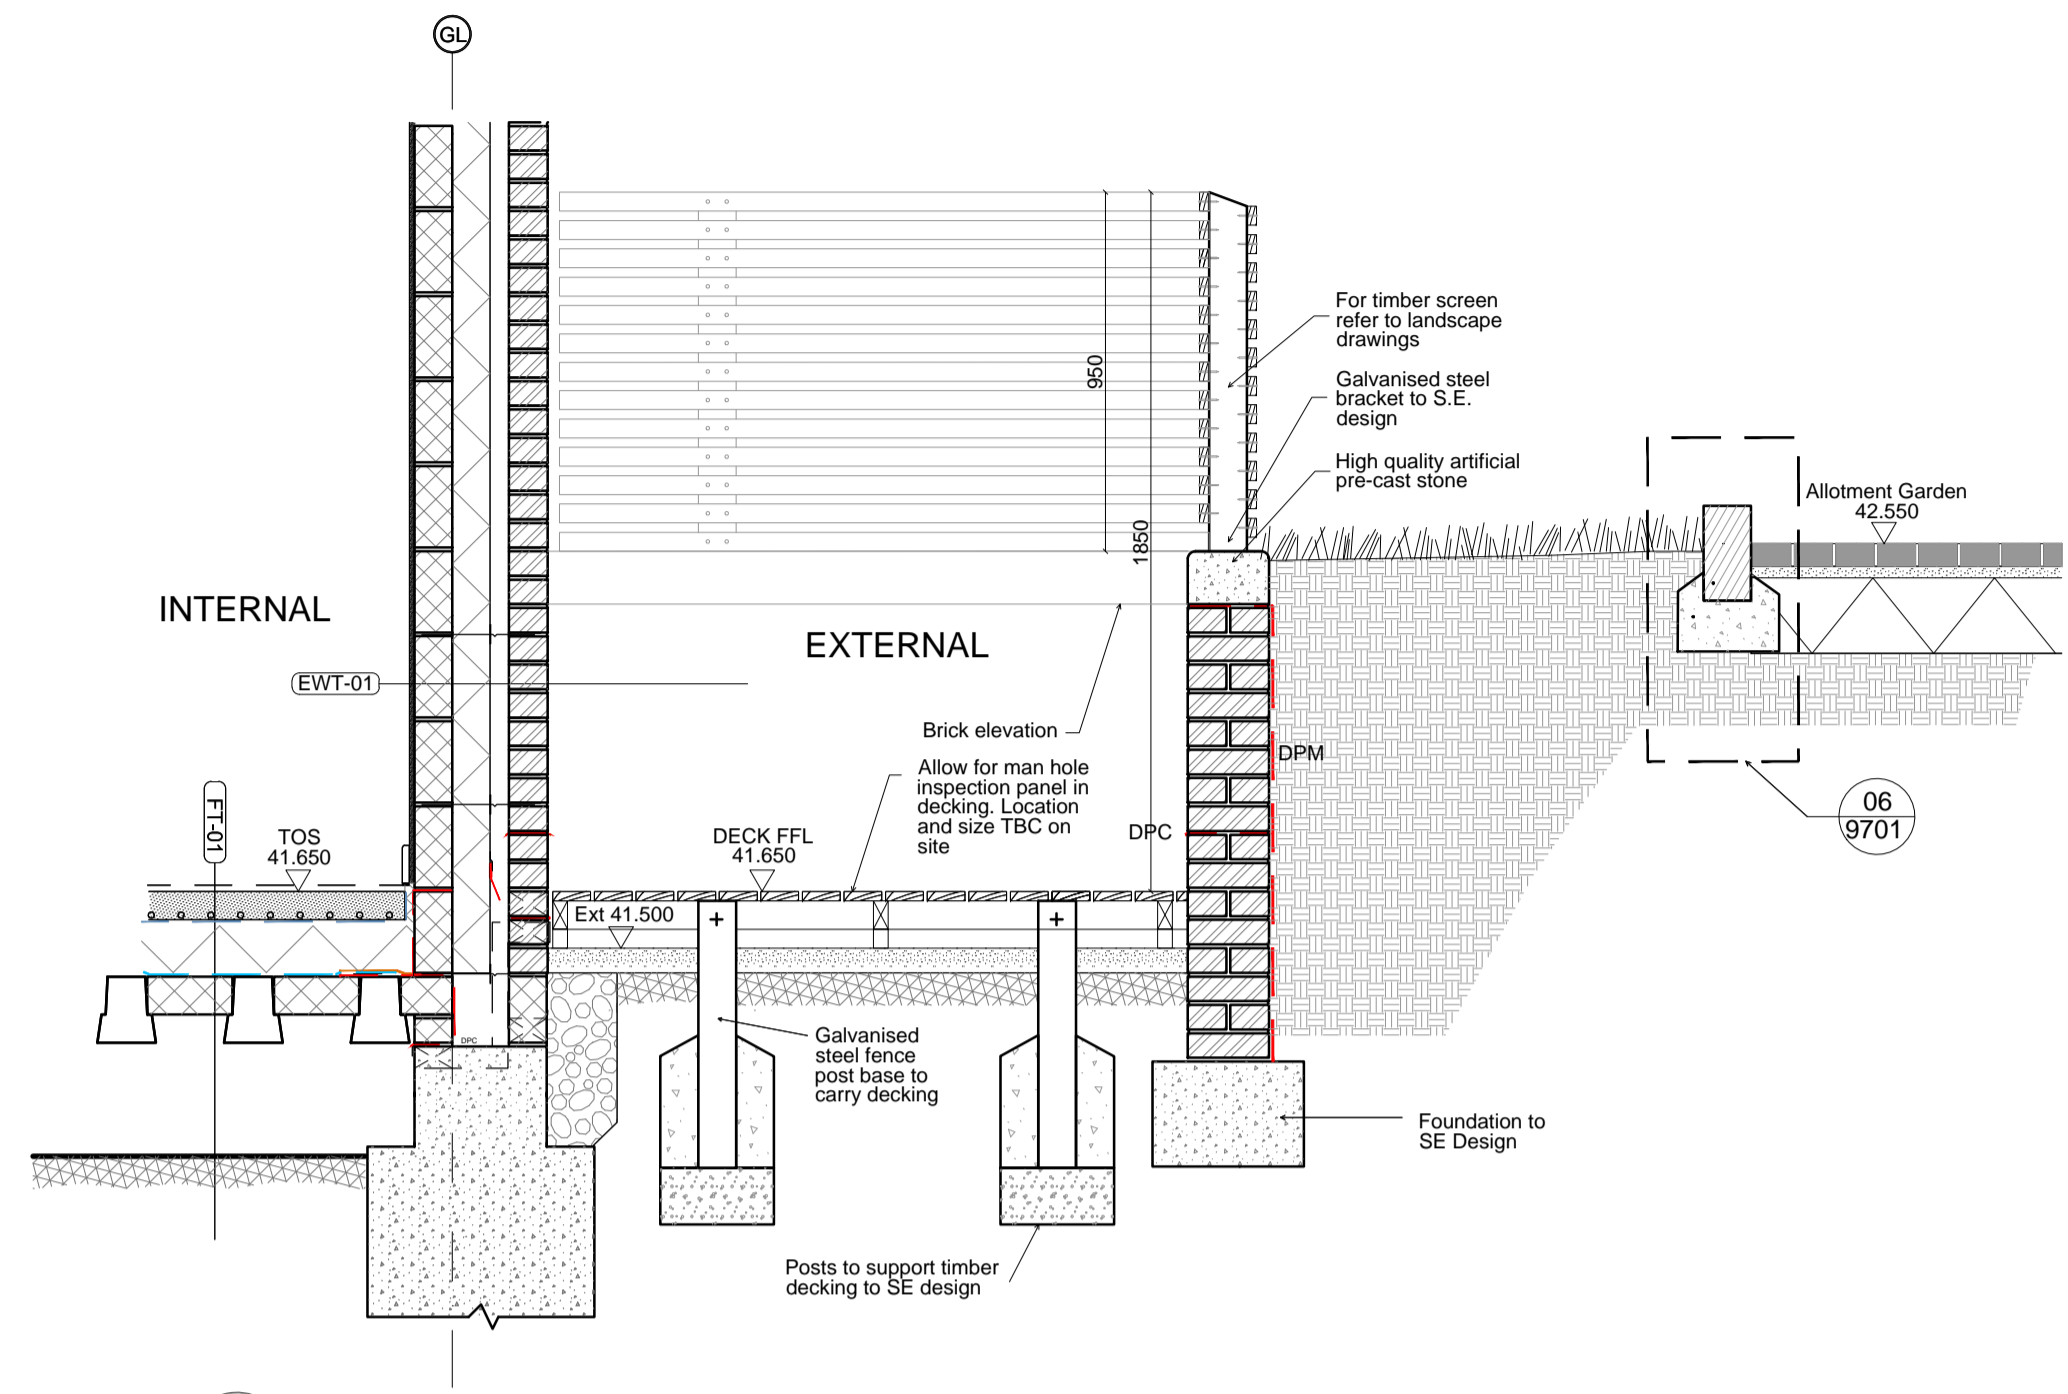 GL
For timber screen
refer to landscape
drawings
Galvanised steel
bracket to S.E.
design
High quality artificial
pre-cast stone
950
1850
Allotment Garden
42.550
INTERNAL
EXTERNAL
EWT-01
Brick elevation
Allow for man hole
inspection panel in
decking. Location
and size TBC on
site
DPM
DPC
06
9701
FT-01
TOS
41.650
DECK FFL
41.650
Ext 41.500
DPC
Galvanised
steel fence
post base to
carry decking
Foundation to
SE Design
Posts to support timber
decking to SE design